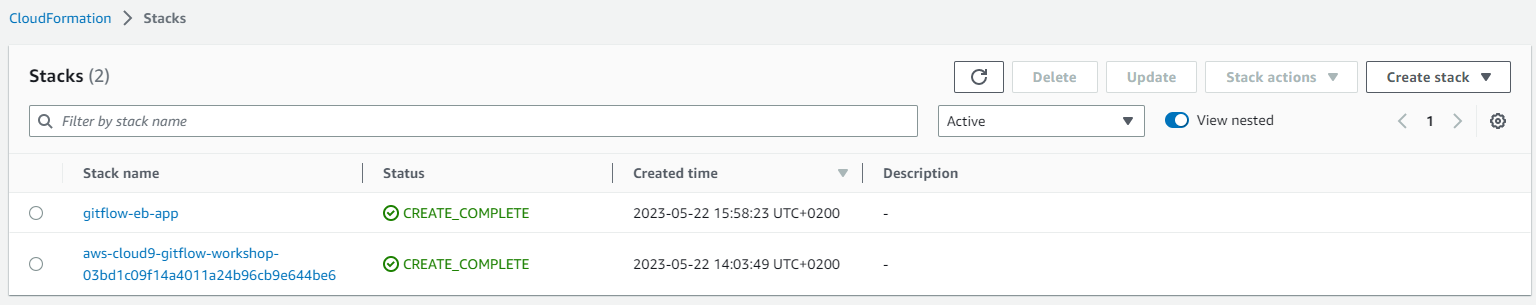 CloudFormation > Stacks
Stacks (2)
Delete
Update
Stack actions
Create stack
Filter by stack name
Active
View nested
1
Stack name Status Created time Description
gitflow-eb-app CREATE_COMPLETE 2023-05-22 15:58:23 UTC+0200 -
aws-cloud9-gitflow-workshop-
03bd1c09f14a4011a24b96cb9e644be6 CREATE_COMPLETE 2023-05-22 14:03:49 UTC+0200 -